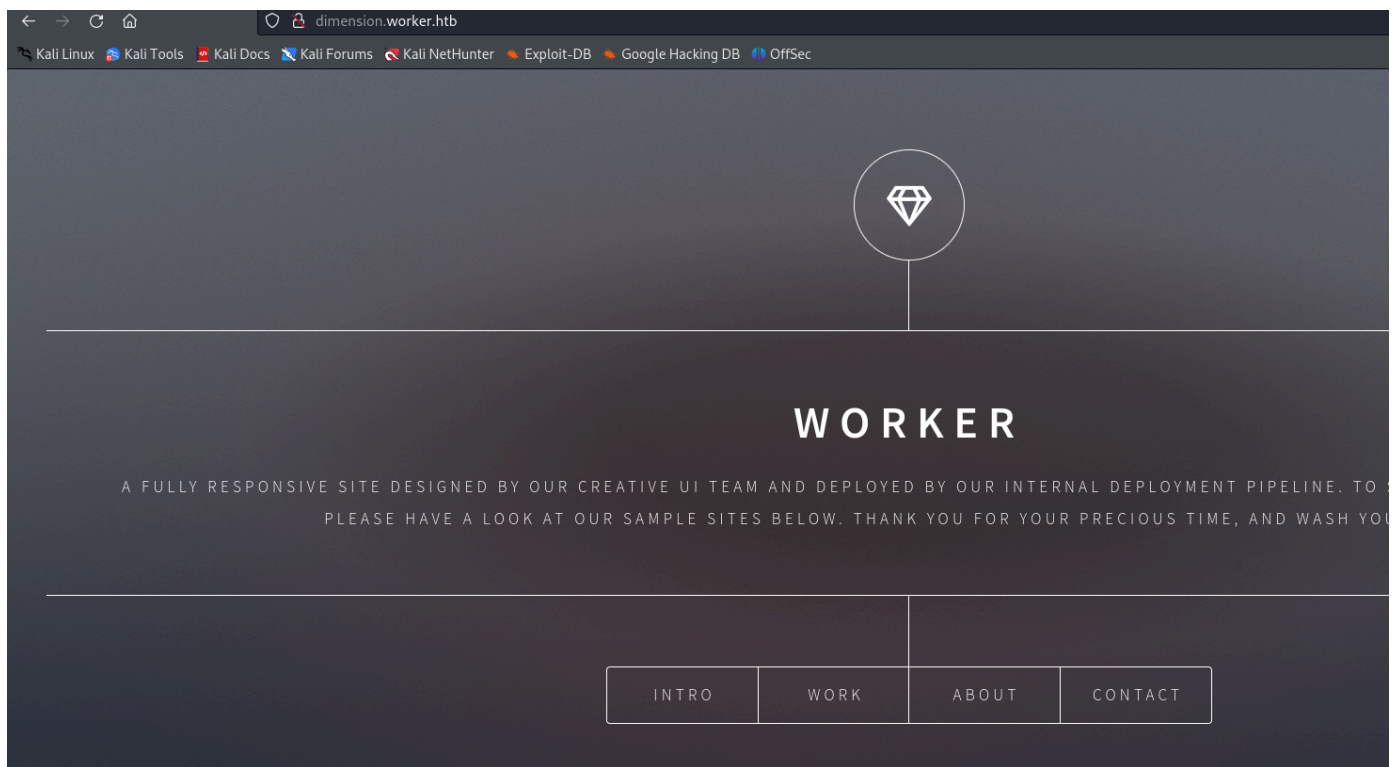 dimension.worker.htb
Kali Linux Kali Tools Kali Docs Kali Forums Kali NetHunter Exploit-DB Google Hacking DB OffSec
WORKER
A FULLY RESPONSIVE SITE DESIGNED BY OUR CREATIVE UI TEAM AND DEPLOYED BY OUR INTERNAL DEPLOYMENT PIPELINE. TO
PLEASE HAVE A LOOK AT OUR SAMPLE SITES BELOW. THANK YOU FOR YOUR PRECIOUS TIME, AND WASH
INTRO WORK ABOUT CONTACT